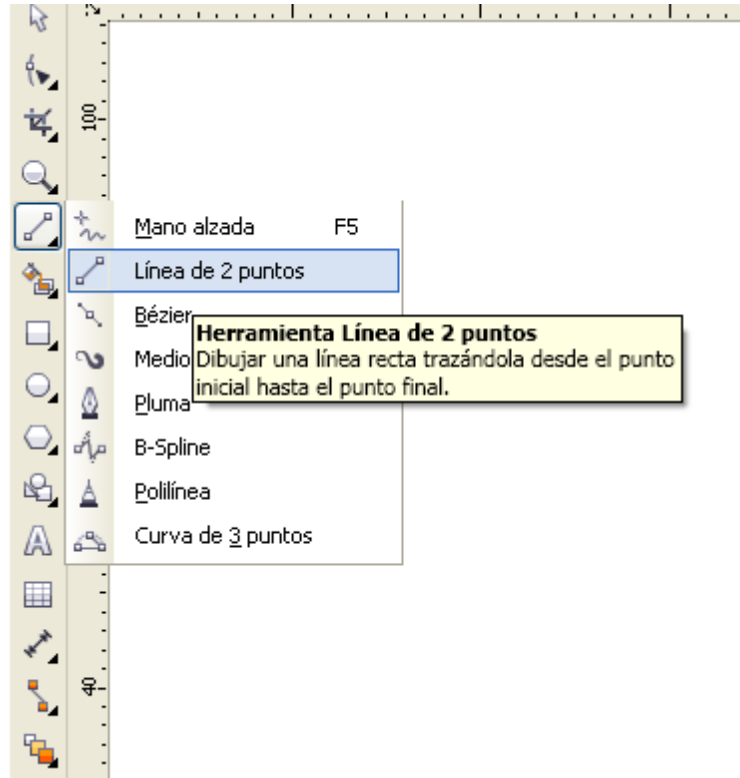 100
Mano alzada F5
Línea de 2 puntos
Bézier
Herramienta Línea de 2 puntos
Medio
Dibujar una línea recta trazándola desde el punto
inicial hasta el punto final.
Pluma
B-Spline
Polilínea
Curva de 3 puntos
40